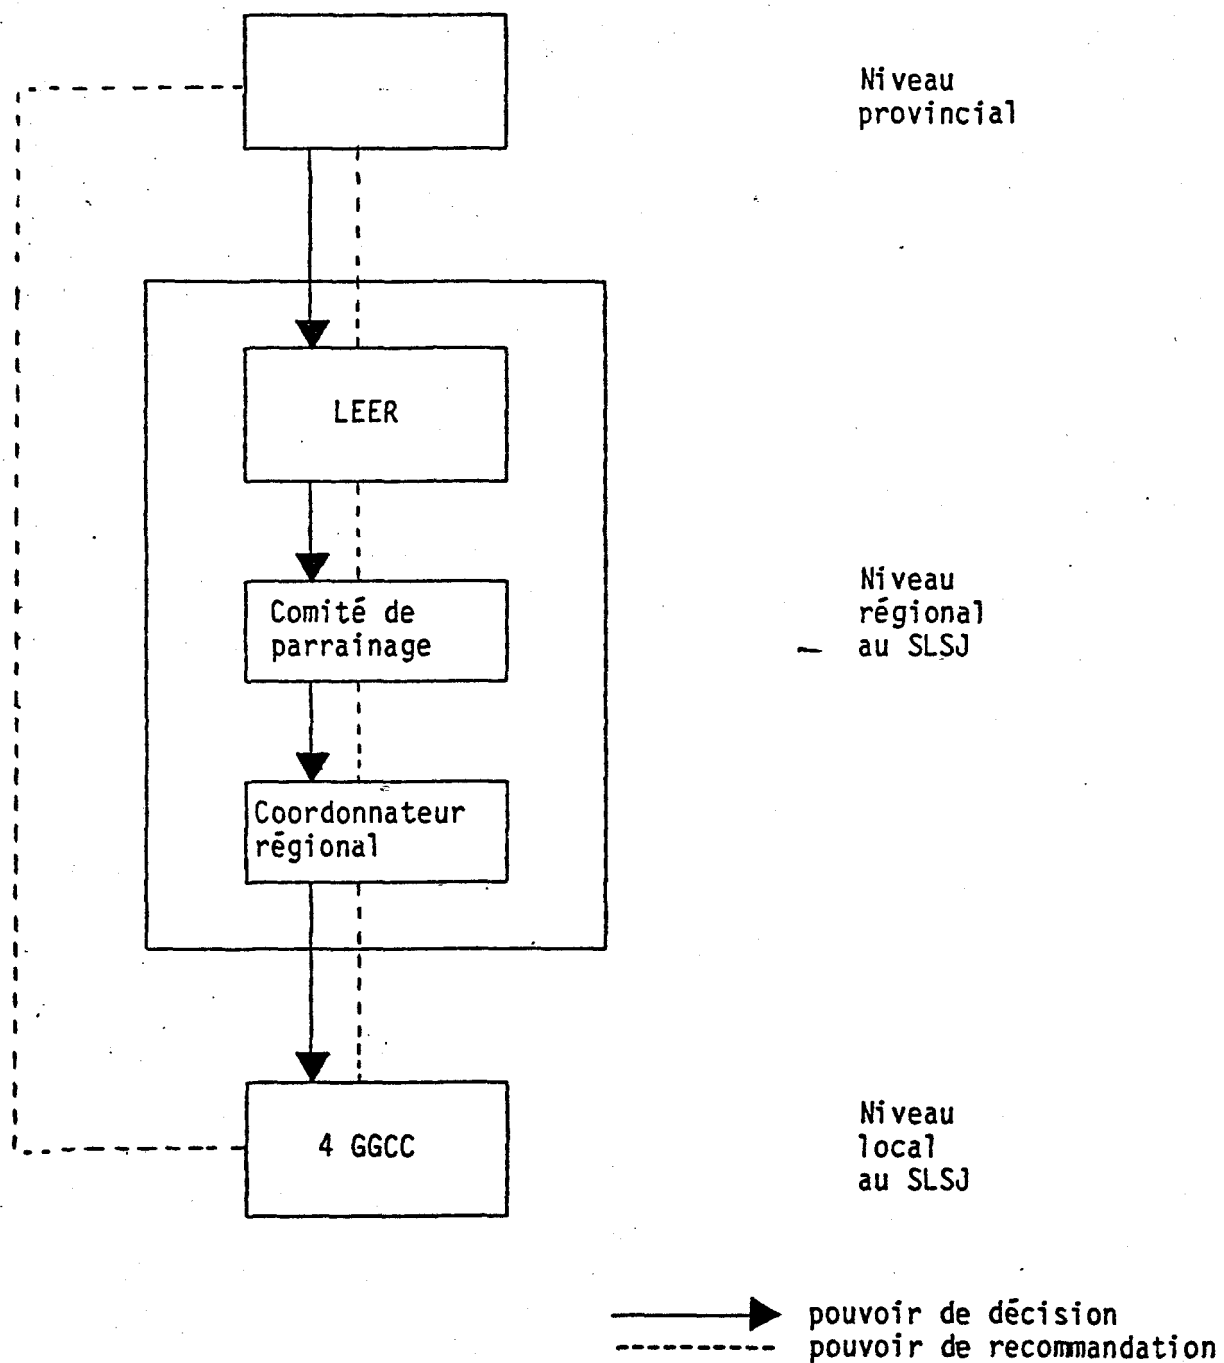 Niveau
provincial
LEER
Comité de
parrainage
Niveau
régional
au SLSJ
Coordonnateur
régional
4 GGCC
Niveau
local
au SLSJ
pouvoir de décision
pouvoir de recommandation